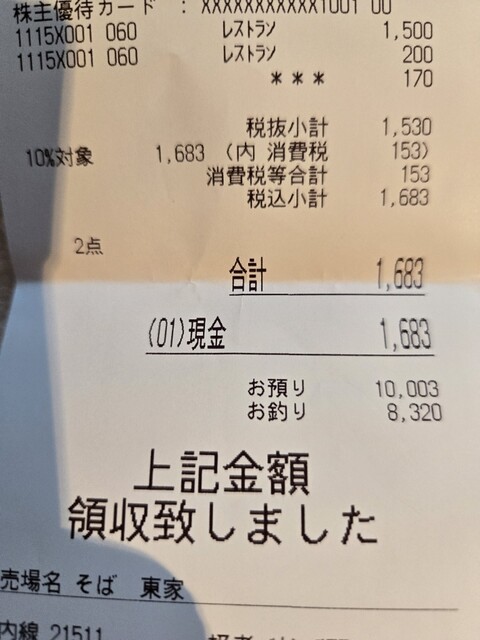 株主優待カード : XXXXXXXXXXXX1001 00
1115X001 060 レストラン 1,500
1115X001 060 レストラン 200
*** 170
税抜小計 1,530
10%対象 1,683 (内 消費税 153)
消費税等合計 153
税込小計 1,683
2点
合計 1,683
(01)現金 1,683
お預り 10,003
お釣り 8,320
上記金額
領収致しました
売場名 そば 東家
内線 21511